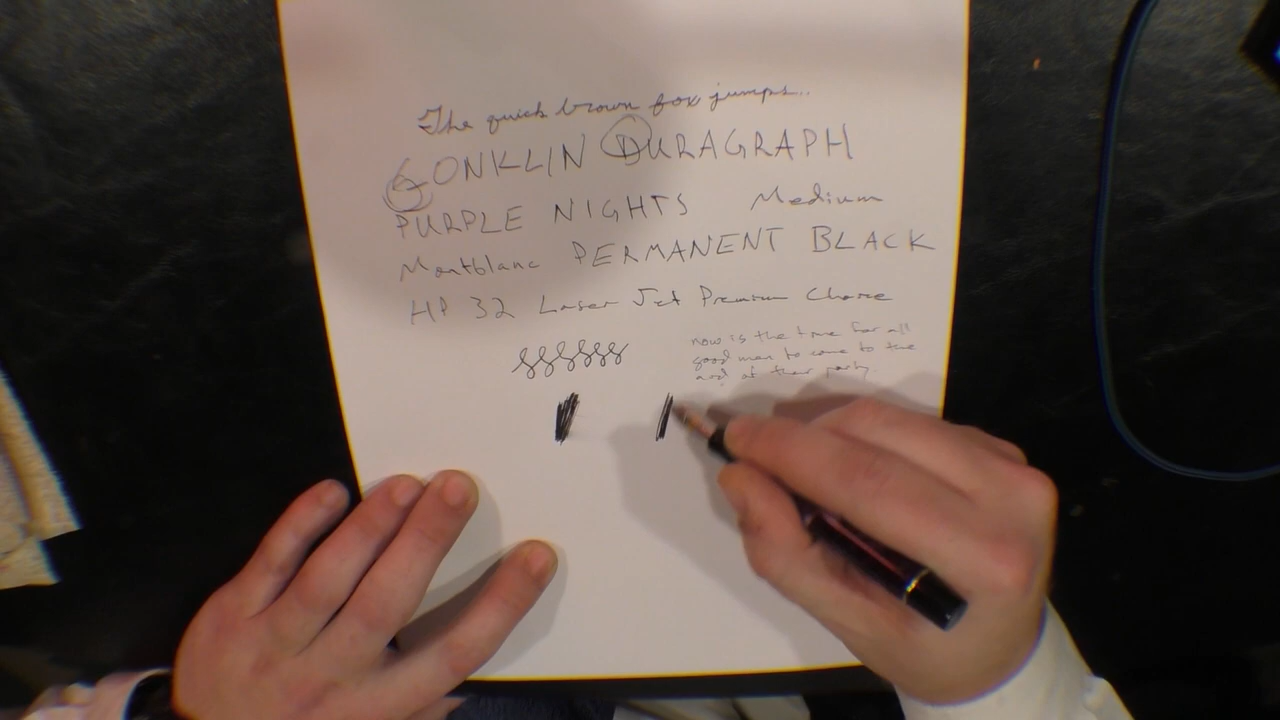 The quick brown fox jumps..
CONKLIN DURAGRAPH
PURPLE NIGHTS Medium
Montblanc PERMANENT BLACK
HP 32 Laser Jet Premium Choice
now is the time for all
good men to come to the
aid of their party.